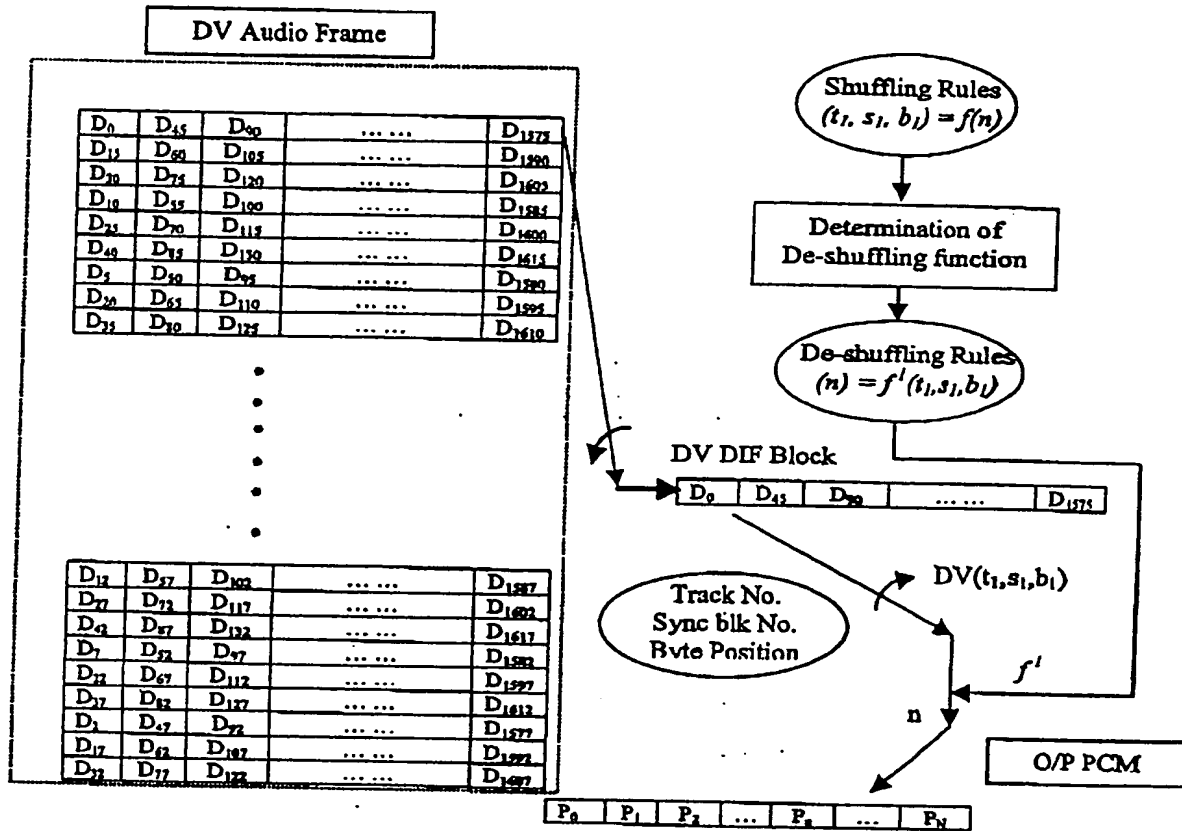 DV Audio Frame
D0 D45 D90 ... ... D1575
D15 D60 D105 ... ... D1590
D30 D75 D120 ... ... D1605
D10 D55 D100 ... ... D1585
D25 D70 D115 ... ... D1600
D40 D85 D130 ... ... D1615
D5 D50 D95 ... ... D1580
D20 D65 D110 ... ... D1595
D35 D80 D125 ... ... D1610
D12 D57 D102 ... ... D1587
D27 D72 D117 ... ... D1602
D42 D87 D132 ... ... D1617
D7 D52 D97 ... ... D1582
D22 D67 D112 ... ... D1597
D37 D82 D127 ... ... D1612
D2 D47 D92 ... ... D1577
D17 D62 D107 ... ... D1592
D32 D77 D122 ... ... D1607
Shuffling Rules
(t1, s1, b1) = f(n)
Determination of
De-shuffling function
De-shuffling Rules
(n) = f¹(t1,s1,b1)
DV DIF Block
D0 D45 D90 ... ... D1575
DV(t1,s1,b1)
Track No.
Sync blk No.
Byte Position
f¹
n
O/P PCM
P0 P1 P2 ... Pn ... PN